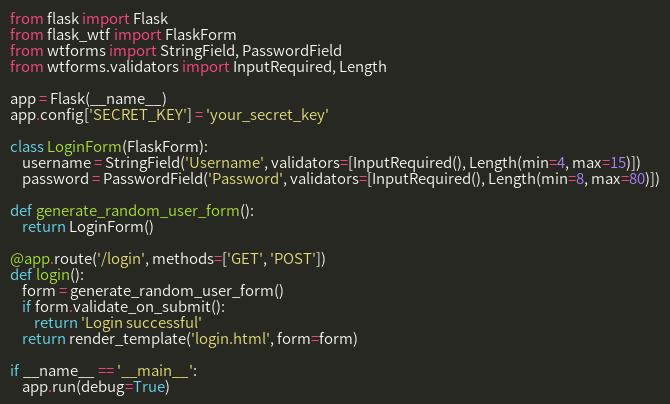 from flask import Flask
from flask_wtf import FlaskForm
from wtforms import StringField, PasswordField
from wtforms.validators import InputRequired, Length

app = Flask(__name__)
app.config['SECRET_KEY'] = 'your_secret_key'

class LoginForm(FlaskForm):
    username = StringField('Username', validators=[InputRequired(), Length(min=4, max=15)])
    password = PasswordField('Password', validators=[InputRequired(), Length(min=8, max=80)])

def generate_random_user_form():
    return LoginForm()

@app.route('/login', methods=['GET', 'POST'])
def login():
    form = generate_random_user_form()
    if form.validate_on_submit():
        return 'Login successful'
    return render_template('login.html', form=form)

if __name__ == '__main__':
    app.run(debug=True)